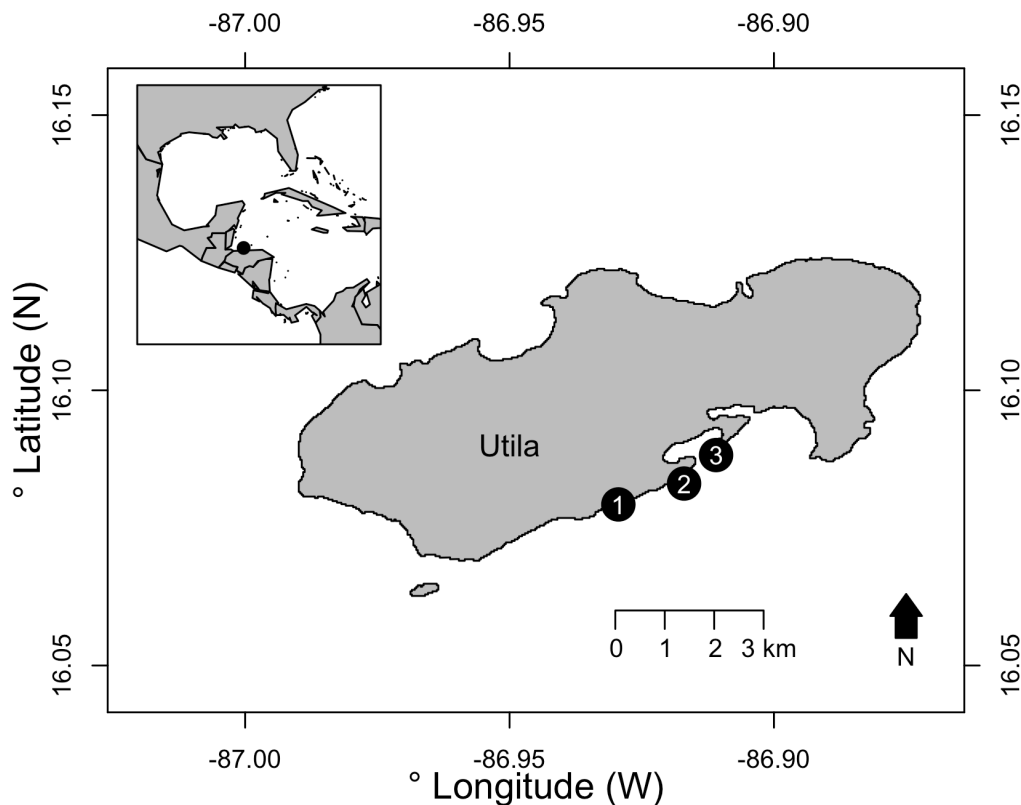 -87.00 -86.95 -86.90
16.15 16.15
° Latitude (N)
16.10 16.10
Utila
3
2
1
0 1 2 3 km
N
16.05 16.05
-87.00 -86.95 -86.90
° Longitude (W)